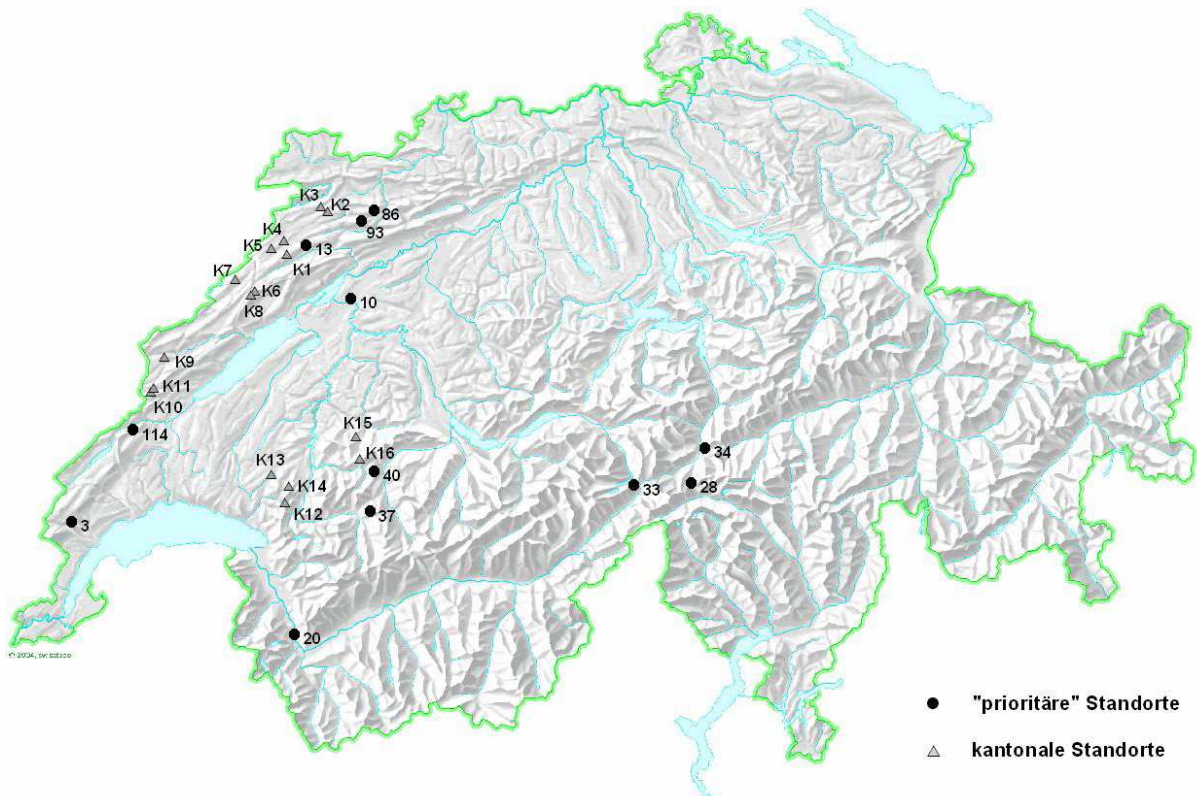 K3
K2
86
93
K4
K5
13
K1
K7
K6
K8
10
K9
K11
K10
114
K15
K16
40
K13
K14
K12
37
34
33
28
3
20
© 2004, swisstopo
"prioritäre" Standorte
kantonale Standorte